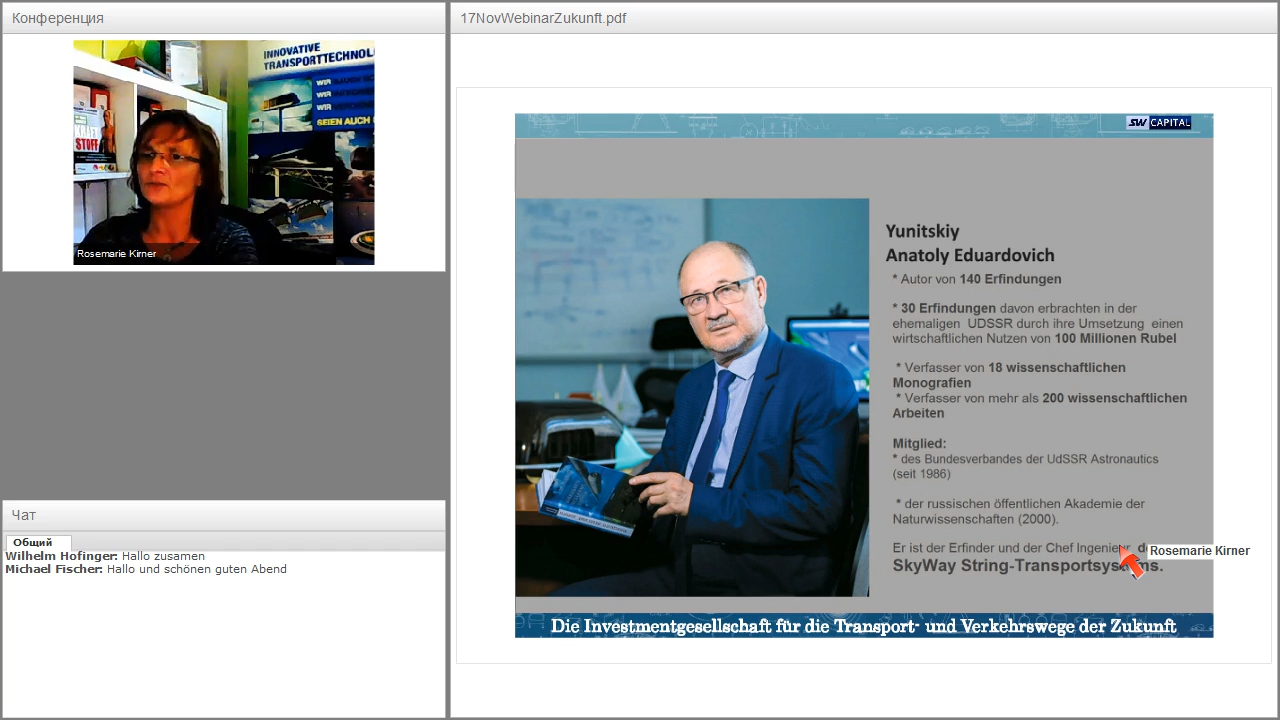 Конференция
INNOVATIVE
TRANSPORTTECHNOL
WIR
WIR
WIR
SEIEN AUCH
KRAFT
STOFF
Rosemarie Kirner
Чат
Общий
Wilhelm Hofinger: Hallo zusamen
Michael Fischer: Hallo und schönen guten Abend
17NovWebinarZukunft.pdf
SW CAPITAL
Yunitskiy
Anatoly Eduardovich
* Autor von 140 Erfindungen
* 30 Erfindungen davon erbrachten in der
ehemaligen UDSSR durch ihre Umsetzung einen
wirtschaftlichen Nutzen von 100 Millionen Rubel
* Verfasser von 18 wissenschaftlichen
Monografien
* Verfasser von mehr als 200 wissenschaftlichen
Arbeiten
Mitglied:
* des Bundesverbandes der UdSSR Astronautics
(seit 1986)
* der russischen öffentlichen Akademie der
Naturwissenschaften (2000).
Er ist der Erfinder und der Chef Ingenieur d
Rosemarie Kirner
SkyWay String-Transportsystems.
Die Investmentgesellschaft für die Transport- und Verkehrswege der Zukunft